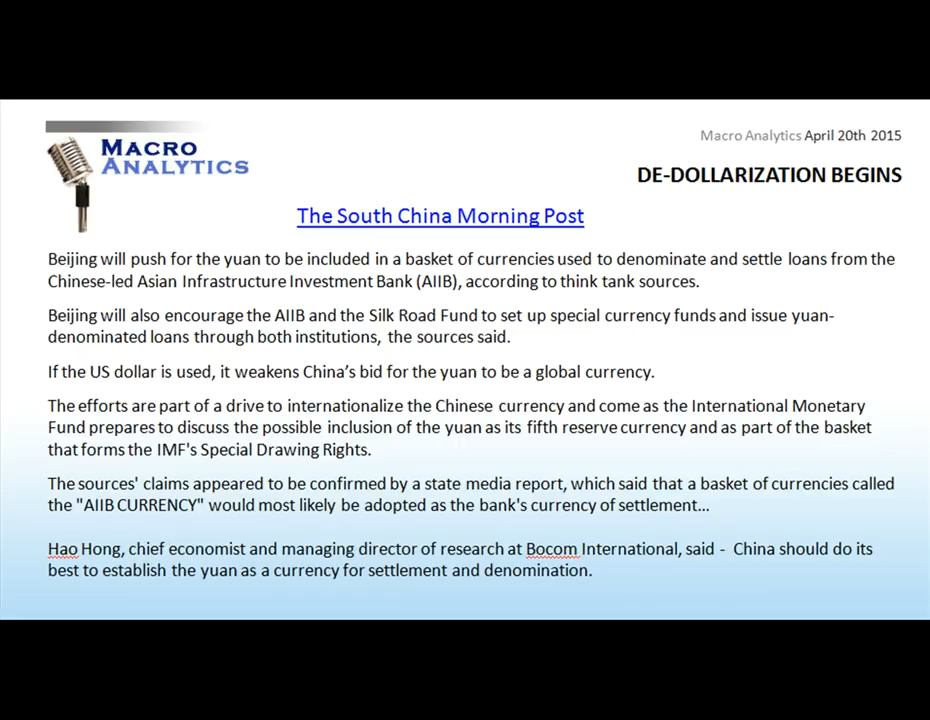 MACRO
ANALYTICS
Macro Analytics April 20th 2015
DE-DOLLARIZATION BEGINS
The South China Morning Post
Beijing will push for the yuan to be included in a basket of currencies used to denominate and settle loans from the
Chinese-led Asian Infrastructure Investment Bank (AIIB), according to think tank sources.
Beijing will also encourage the AIIB and the Silk Road Fund to set up special currency funds and issue yuan-
denominated loans through both institutions, the sources said.
If the US dollar is used, it weakens China's bid for the yuan to be a global currency.
The efforts are part of a drive to internationalize the Chinese currency and come as the International Monetary
Fund prepares to discuss the possible inclusion of the yuan as its fifth reserve currency and as part of the basket
that forms the IMF's Special Drawing Rights.
The sources' claims appeared to be confirmed by a state media report, which said that a basket of currencies called
the "AIIB CURRENCY" would most likely be adopted as the bank's currency of settlement...
Hao Hong, chief economist and managing director of research at Bocom International, said - China should do its
best to establish the yuan as a currency for settlement and denomination.